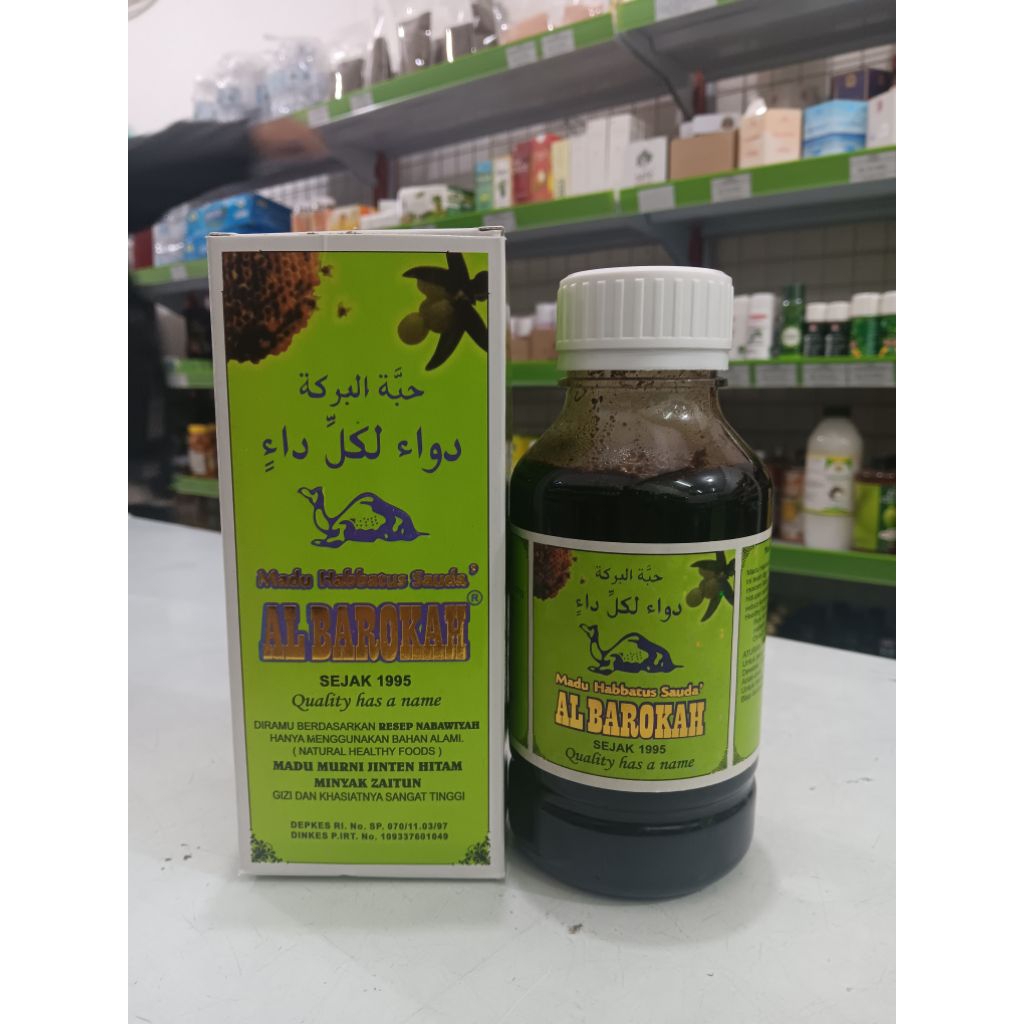 حبَّة البركة
دواء لكلِّ داءٍ
Madu Habbatus Sauda'
AL BAROKAH®
SEJAK 1995
Quality has a name
DIRAMU BERDASARKAN RESEP NABAWIYAH
HANYA MENGGUNAKAN BAHAN ALAMI.
( NATURAL HEALTHY FOODS )
MADU MURNI JINTEN HITAM
MINYAK ZAITUN
GIZI DAN KHASIATNYA SANGAT TINGGI
DEPKES RI. No. SP. 070/11.03/97
DINKES P.IRT. No. 109337601049
حبَّة البركة
دواء لكلِّ داءٍ
Madu Habbatus Sauda'
AL BAROKAH
SEJAK 1995
Quality has a name